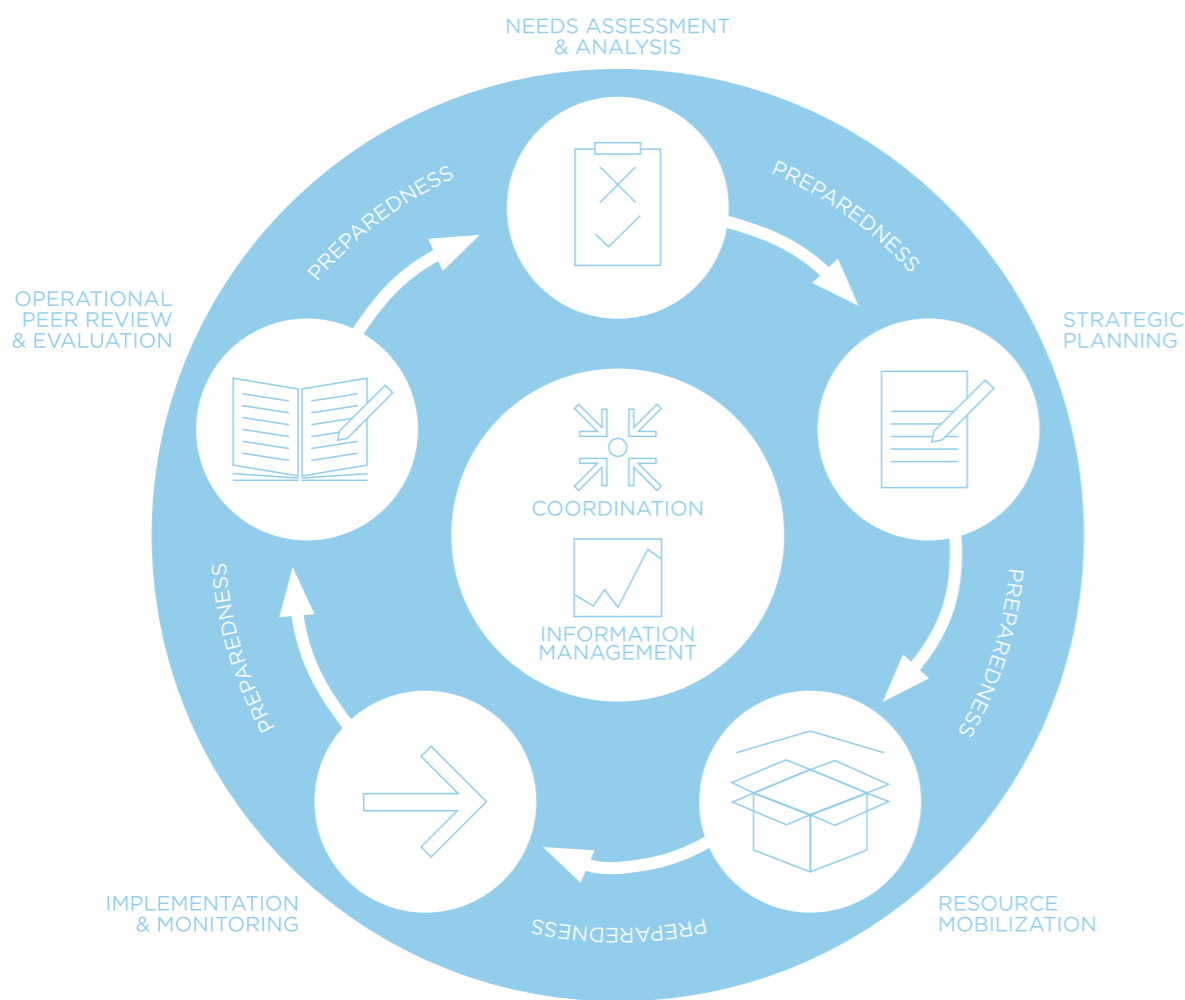 NEEDS ASSESSMENT
& ANALYSIS
PREPAREDNESS
PREPAREDNESS
OPERATIONAL
PEER REVIEW
& EVALUATION
STRATEGIC
PLANNING
COORDINATION
INFORMATION
MANAGEMENT
PREPAREDNESS
PREPAREDNESS
IMPLEMENTATION
& MONITORING
RESOURCE
MOBILIZATION
PREPAREDNESS